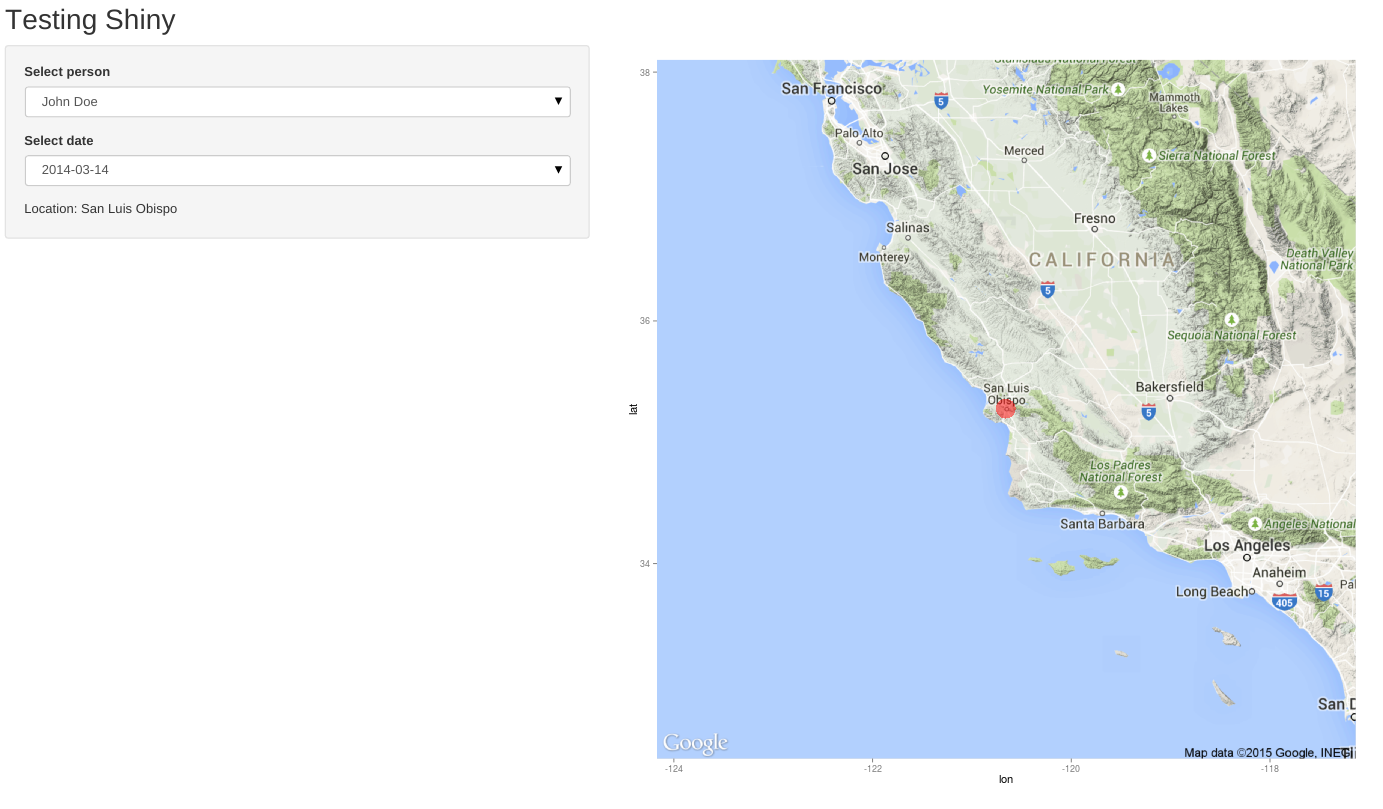 Testing Shiny
Select person
John Doe
Select date
2014-03-14
Location: San Luis Obispo
38
36
34
lat
-124
-122
-120
-118
lon
Stanislaus National Forest
San Francisco
5
Yosemite National Park
Mammoth
Lakes
Palo Alto
Merced
Sierra National Forest
San Jose
Fresno
Salinas
Monterey
CALIFORNIA
Death Valley
National Park
5
Sequoia National Forest
San Luis
Obispo
Bakersfield
5
Los Padres
National Forest
Santa Barbara
Angeles National
Los Angeles
Anaheim
Long Beach
405
15
Pal
San D
Google
Map data ©2015 Google, INEGI